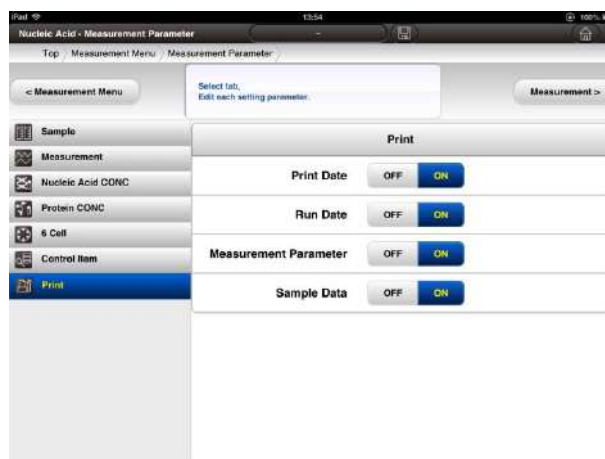 iPad
13:54
100%
Nucleic Acid - Measurement Parameter
-
Top / Measurement Menu / Measurement Parameter /
< Measurement Menu
Select tab,
Edit each setting parameter.
Measurement >
Sample
Measurement
Nucleic Acid CONC
Protein CONC
6 Cell
Control Item
Print
Print
Print Date OFF ON
Run Date OFF ON
Measurement Parameter OFF ON
Sample Data OFF ON